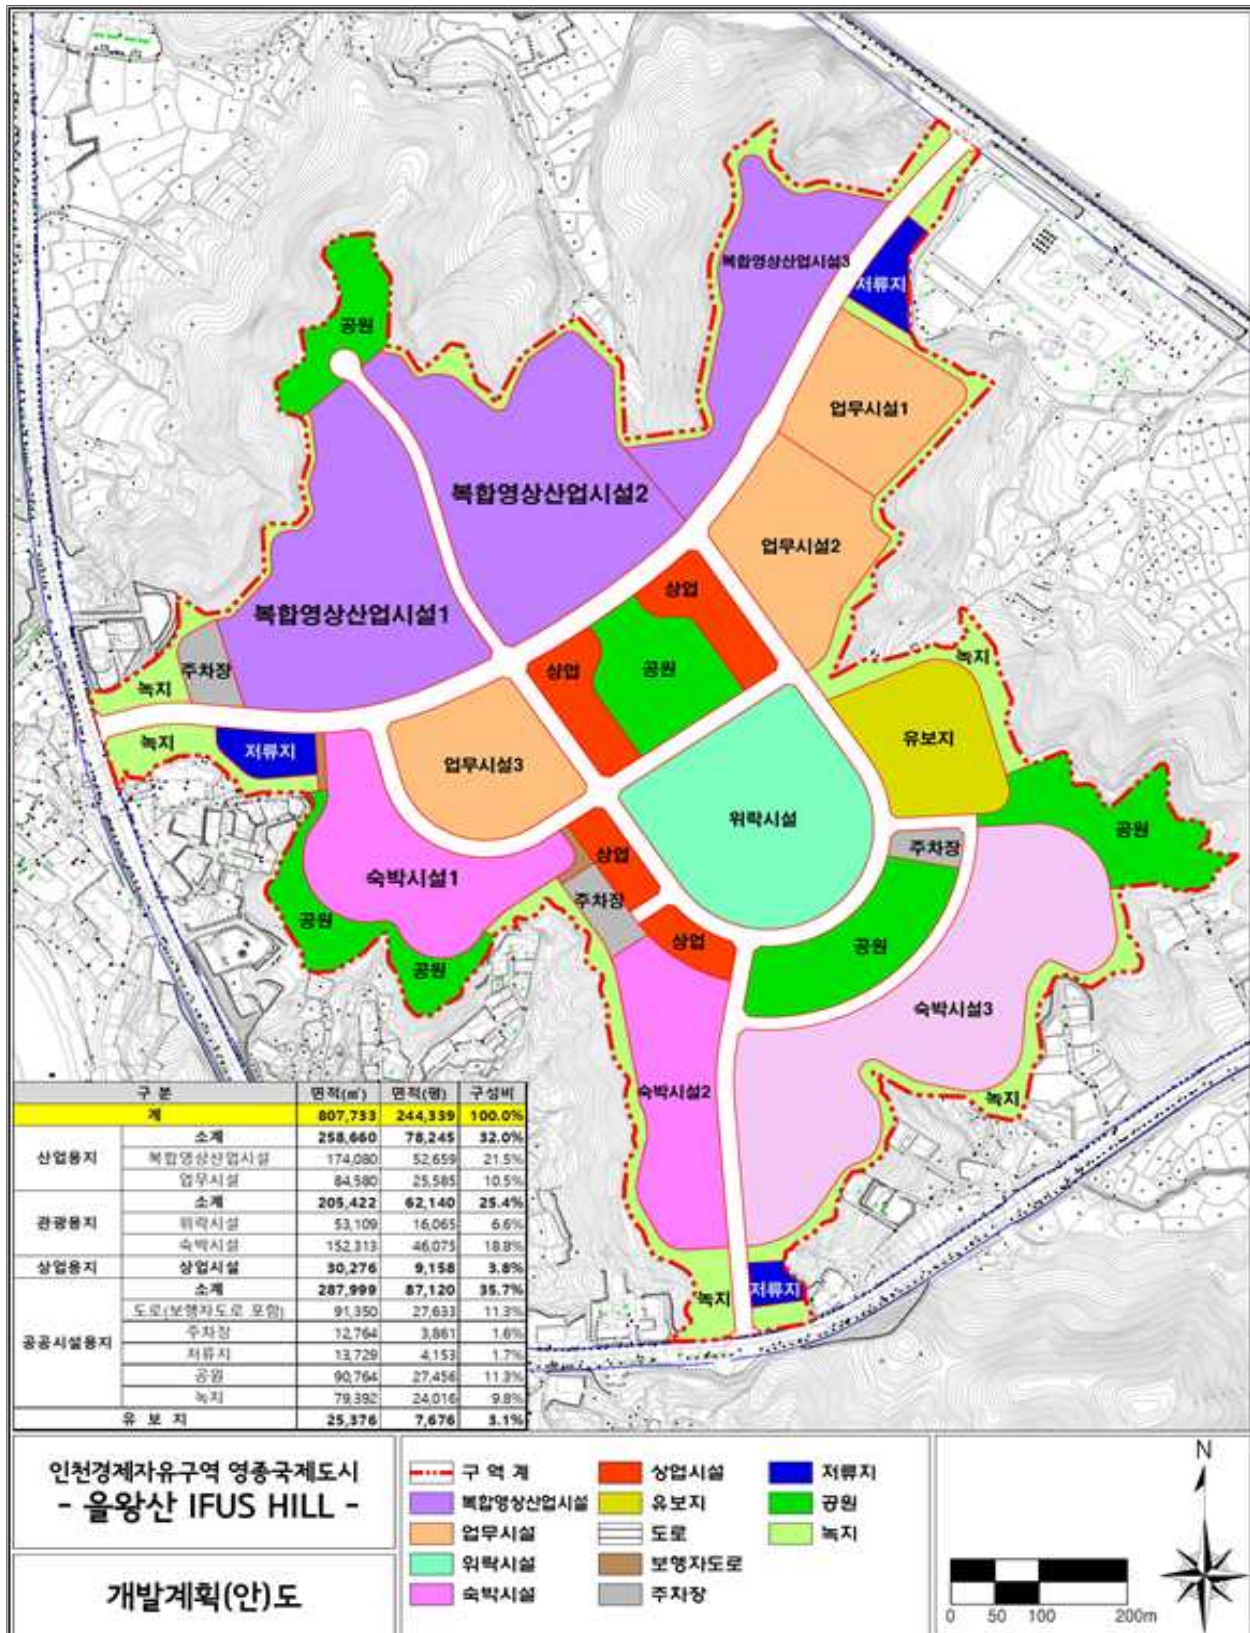 공원
복합영상산업시설3
저류지
업무시설1
복합영상산업시설2
업무시설2
복합영상산업시설1
상업
상업
공원
녹지
주차장
녹지
녹지
저류지
업무시설3
유보지
위락시설
공원
상업
주차장
숙박시설1
주차장
공원
상업
공원
공원
숙박시설3
숙박시설2
녹지
녹지
저류지
구 분 면적(㎡) 면적(평) 구성비
계 807,733 244,339 100.0%
산업용지 소계 258,660 78,245 32.0%
복합영상산업시설 174,080 52,659 21.5%
업무시설 84,580 25,585 10.5%
관광용지 소계 205,422 62,140 25.4%
위락시설 53,109 16,065 6.6%
숙박시설 152,313 46,075 18.8%
상업용지 상업시설 30,276 9,158 3.8%
공공시설용지 소계 287,999 87,120 35.7%
도로(보행자도로 포함) 91,350 27,633 11.3%
주차장 12,764 3,861 1.6%
저류지 13,729 4,153 1.7%
공원 90,764 27,456 11.3%
녹지 79,392 24,016 9.8%
유 보 지 25,376 7,676 3.1%
인천경제자유구역 영종국제도시
- 을왕산 IFUS HILL -
개발계획(안)도
구 역 계
복합영상산업시설
업무시설
위락시설
숙박시설
상업시설
유보지
도로
보행자도로
주차장
저류지
공원
녹지
N
0 50 100 200m